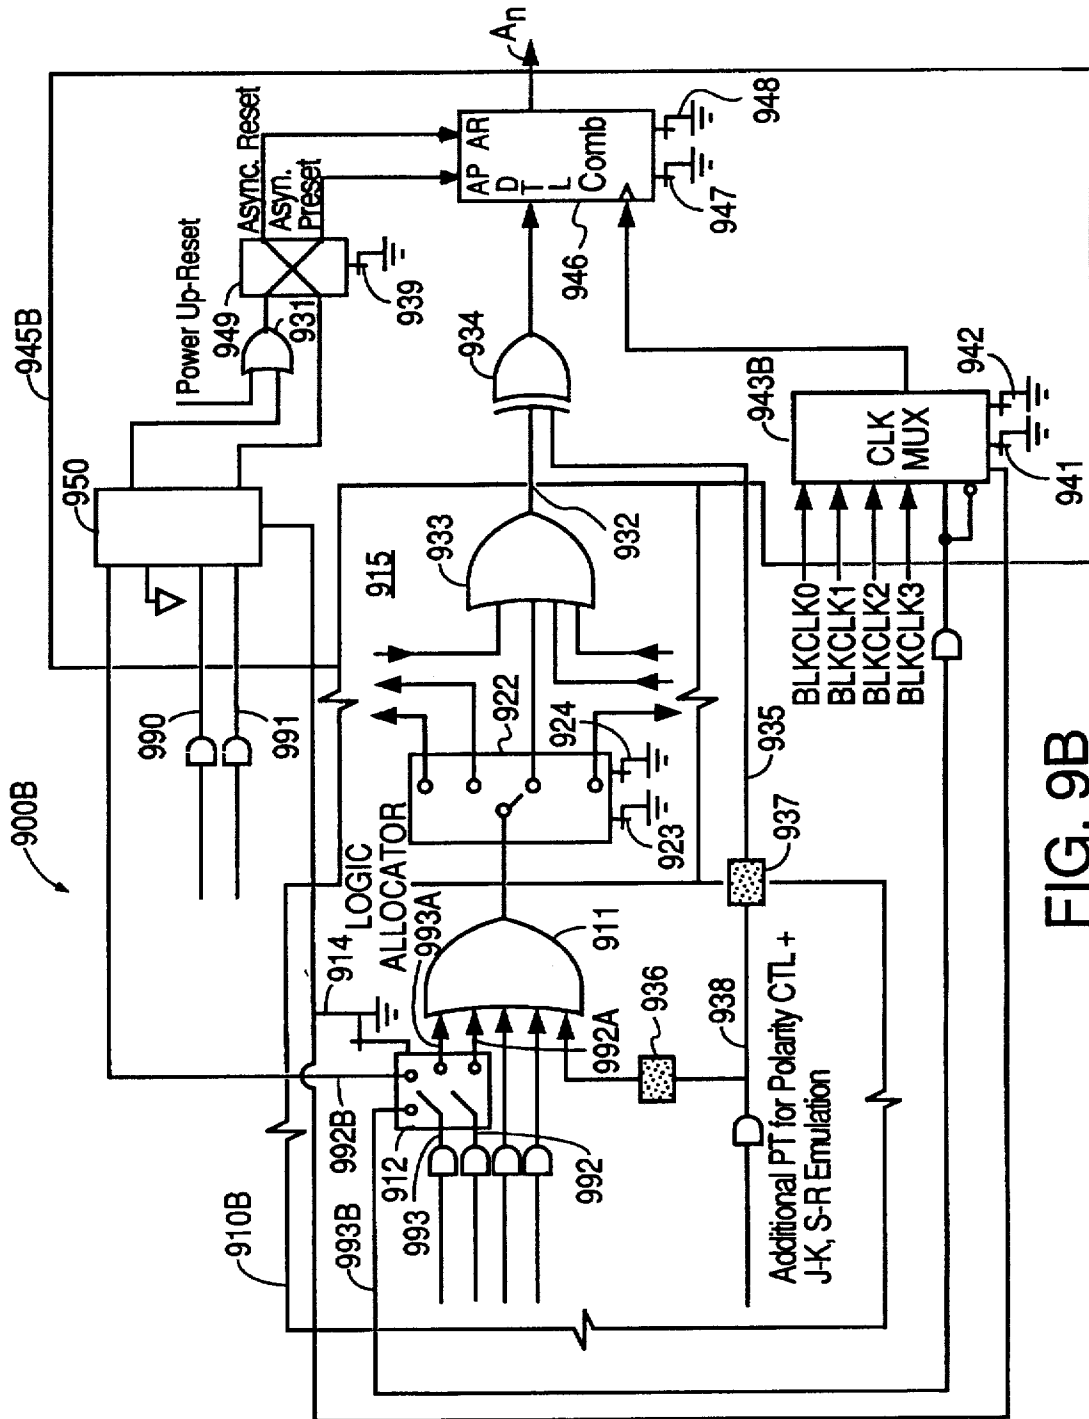 900B
945B
950
990
991
Power Up-Reset
949
931
Async. Reset
Asyn.
Preset
939
AP AR
D
T
L
Comb
946
947
948
An
910B
993B
992B
912
993
992
914
993A
992A
LOGIC
ALLOCATOR
911
936
938
937
935
Additional PT for Polarity CTL +
J-K, S-R Emulation
915
922
923
924
933
932
934
943B
BLKCLK0
BLKCLK1
BLKCLK2
BLKCLK3
CLK
MUX
941
942
FIG. 9B